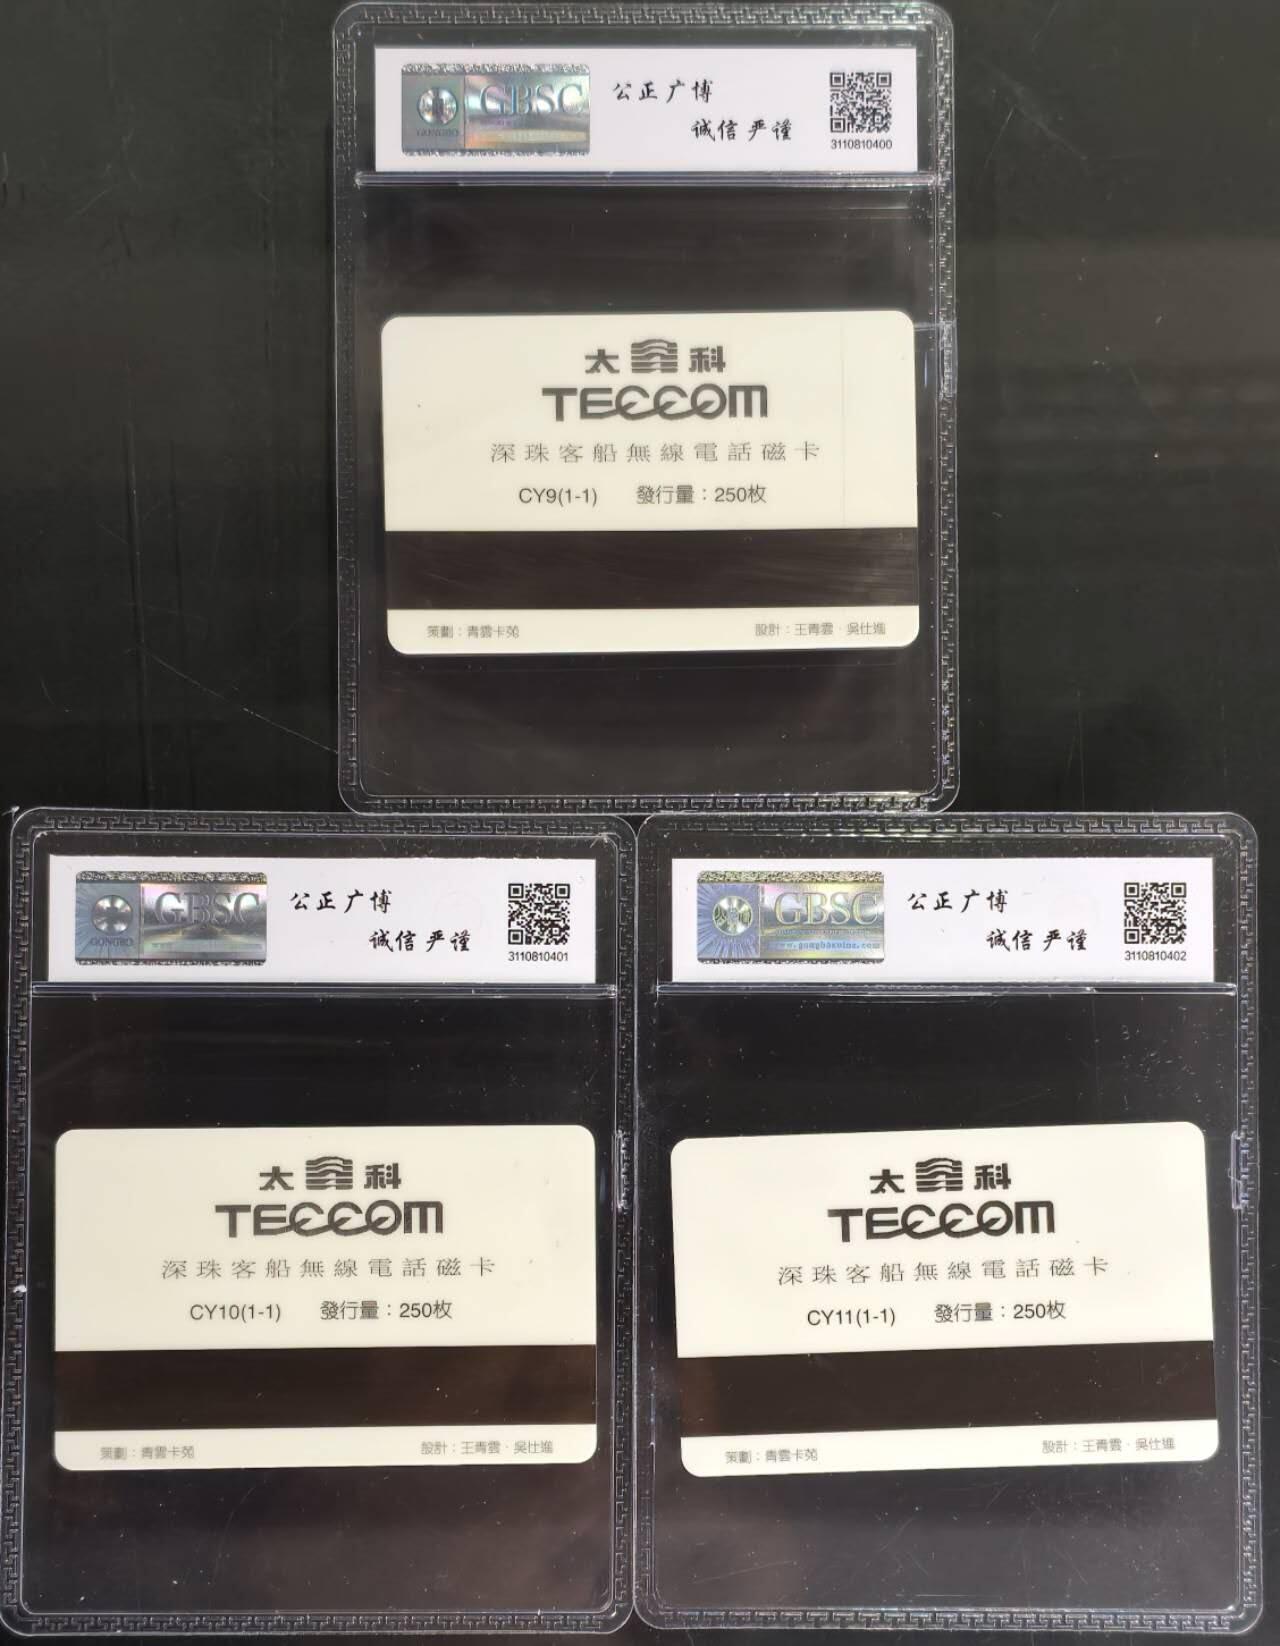 GBSC
GONGBO
公正广博
诚信严谨
3110810400
太鑫科
TECCOM
深珠客船無線電話磁卡
CY9(1-1) 發行量：250枚
策劃：青雲卡苑
設計：王青雲·吳仕進
GBSC
GONGBO
公正广博
诚信严谨
3110810401
太鑫科
TECCOM
深珠客船無線電話磁卡
CY10(1-1) 發行量：250枚
策劃：青雲卡苑
設計：王青雲·吳仕進
GBSC
公正广博
诚信严谨
3110810402
太鑫科
TECCOM
深珠客船無線電話磁卡
CY11(1-1) 發行量：250枚
策劃：青雲卡苑
設計：王青雲·吳仕進